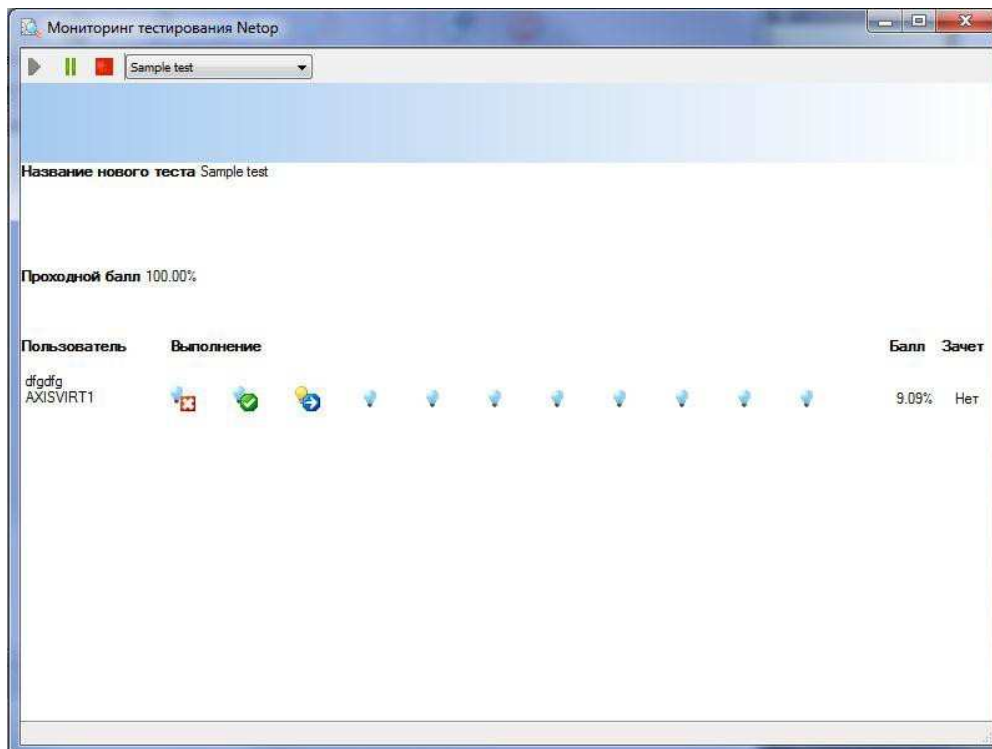 Мониторинг тестирования Netop
Sample test
Название нового теста Sample test
Проходной балл 100.00%
Пользователь Выполнение Балл Зачет
dfgdfg
AXISVIRT1 9.09% Нет